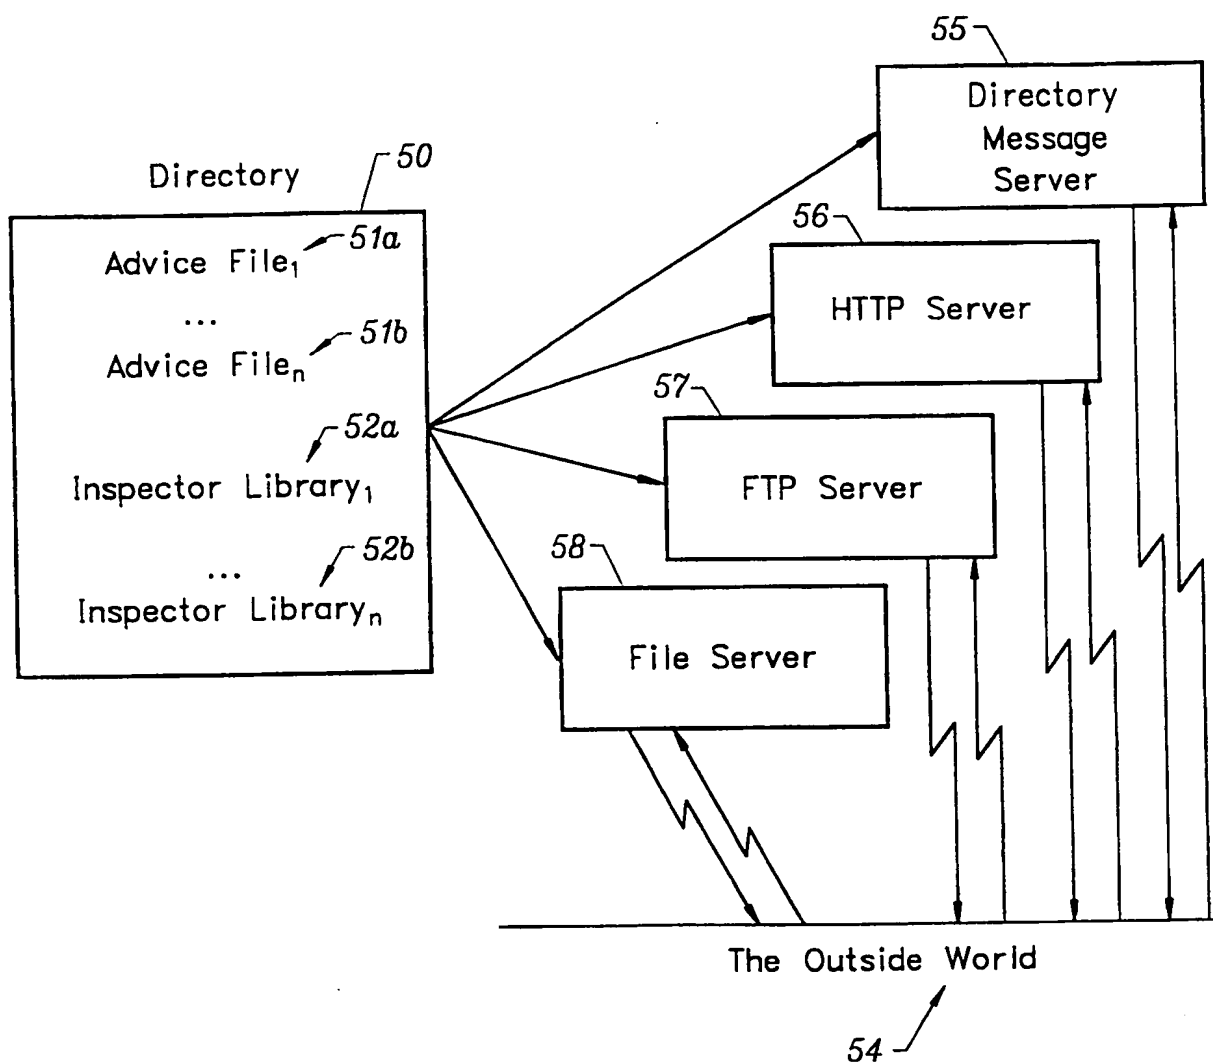 55
Directory
Message
Server
50
Directory
51a
Advice File1
...
51b
Advice Filen
52a
Inspector Library1
52b
...
Inspector Libraryn
56
HTTP Server
57
FTP Server
58
File Server
The Outside World
54